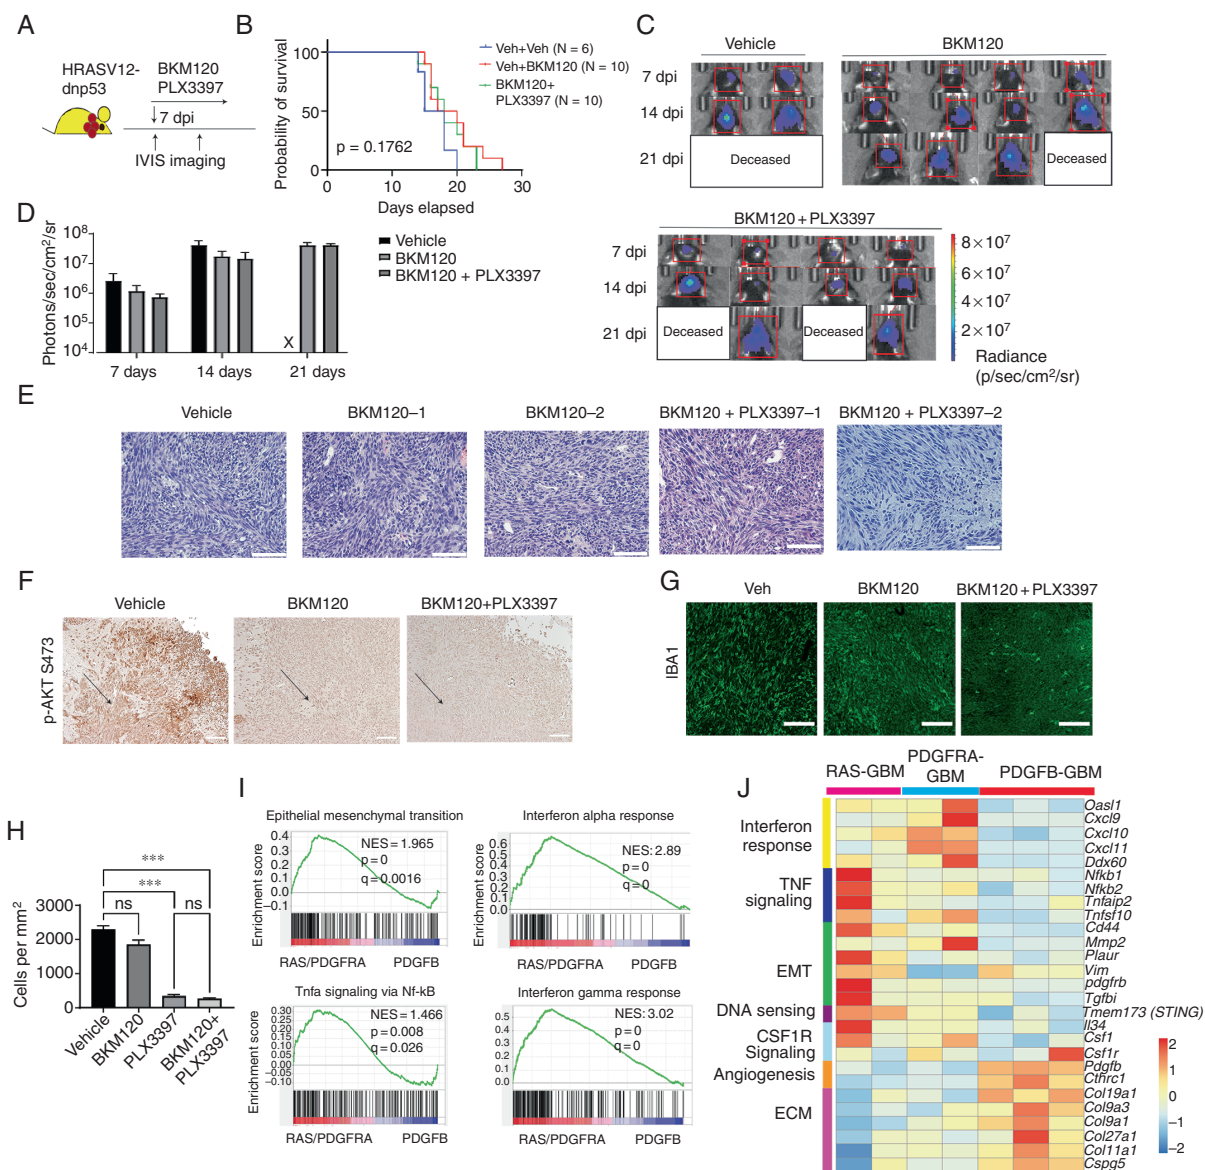 A
HRASV12-
dnp53
BKM120
PLX3397
7 dpi
IVIS imaging
B
Probability of survival
100
50
0
0
10
20
30
Days elapsed
p = 0.1762
Veh+Veh (N = 6)
Veh+BKM120 (N = 10)
BKM120+
PLX3397 (N = 10)
C
Vehicle
BKM120
7 dpi
14 dpi
21 dpi
Deceased
Deceased
BKM120 + PLX3397
7 dpi
14 dpi
21 dpi
Deceased
Deceased
8×10⁷
6×10⁷
4×10⁷
2×10⁷
Radiance
(p/sec/cm²/sr)
D
Photons/sec/cm²/sr
10⁸
10⁷
10⁶
10⁵
10⁴
X
7 days
14 days
21 days
Vehicle
BKM120
BKM120 + PLX3397
E
Vehicle
BKM120–1
BKM120–2
BKM120 + PLX3397–1
BKM120 + PLX3397–2
F
p-AKT S473
Vehicle
BKM120
BKM120+PLX3397
G
IBA1
Veh
BKM120
BKM120 + PLX3397
H
Cells per mm²
3000
2000
1000
0
***
***
ns
ns
Vehicle
BKM120
PLX3397
BKM120+
PLX3397
I
Epithelial mesenchymal transition
Enrichment score
0.4
0.3
0.2
0.1
0.0
−0.1
NES = 1.965
p = 0
q = 0.0016
RAS/PDGFRA
PDGFB
Interferon alpha response
Enrichment score
0.6
0.5
0.4
0.3
0.2
0.1
0.0
NES: 2.89
p=0
q=0
RAS/PDGFRA
PDGFB
Tnfa signaling via Nf-kB
Enrichment score
0.30
0.25
0.20
0.15
0.10
0.05
0.00
−0.05
−0.10
NES = 1.466
p = 0.008
q = 0.026
RAS/PDGFRA
PDGFB
Interferon gamma response
Enrichment score
0.5
0.4
0.3
0.2
0.1
0.0
NES: 3.02
p=0
q=0
RAS/PDGFRA
PDGFB
J
RAS-GBM
PDGFRA-
GBM
PDGFB-GBM
Interferon
response
TNF
signaling
EMT
DNA sensing
CSF1R
Signaling
Angiogenesis
ECM
Oasl1
Cxcl9
Cxcl10
Cxcl11
Ddx60
Nfkb1
Nfkb2
Tnfaip2
Tnfsf10
Cd44
Mmp2
Plaur
Vim
pdgfrb
Tgfbi
Tmem173 (STING)
Il34
Csf1
Csf1r
Pdgfb
Cthrc1
Col19a1
Col9a3
Col9a1
Col27a1
Col11a1
Cspg5
2
1
0
−1
−2